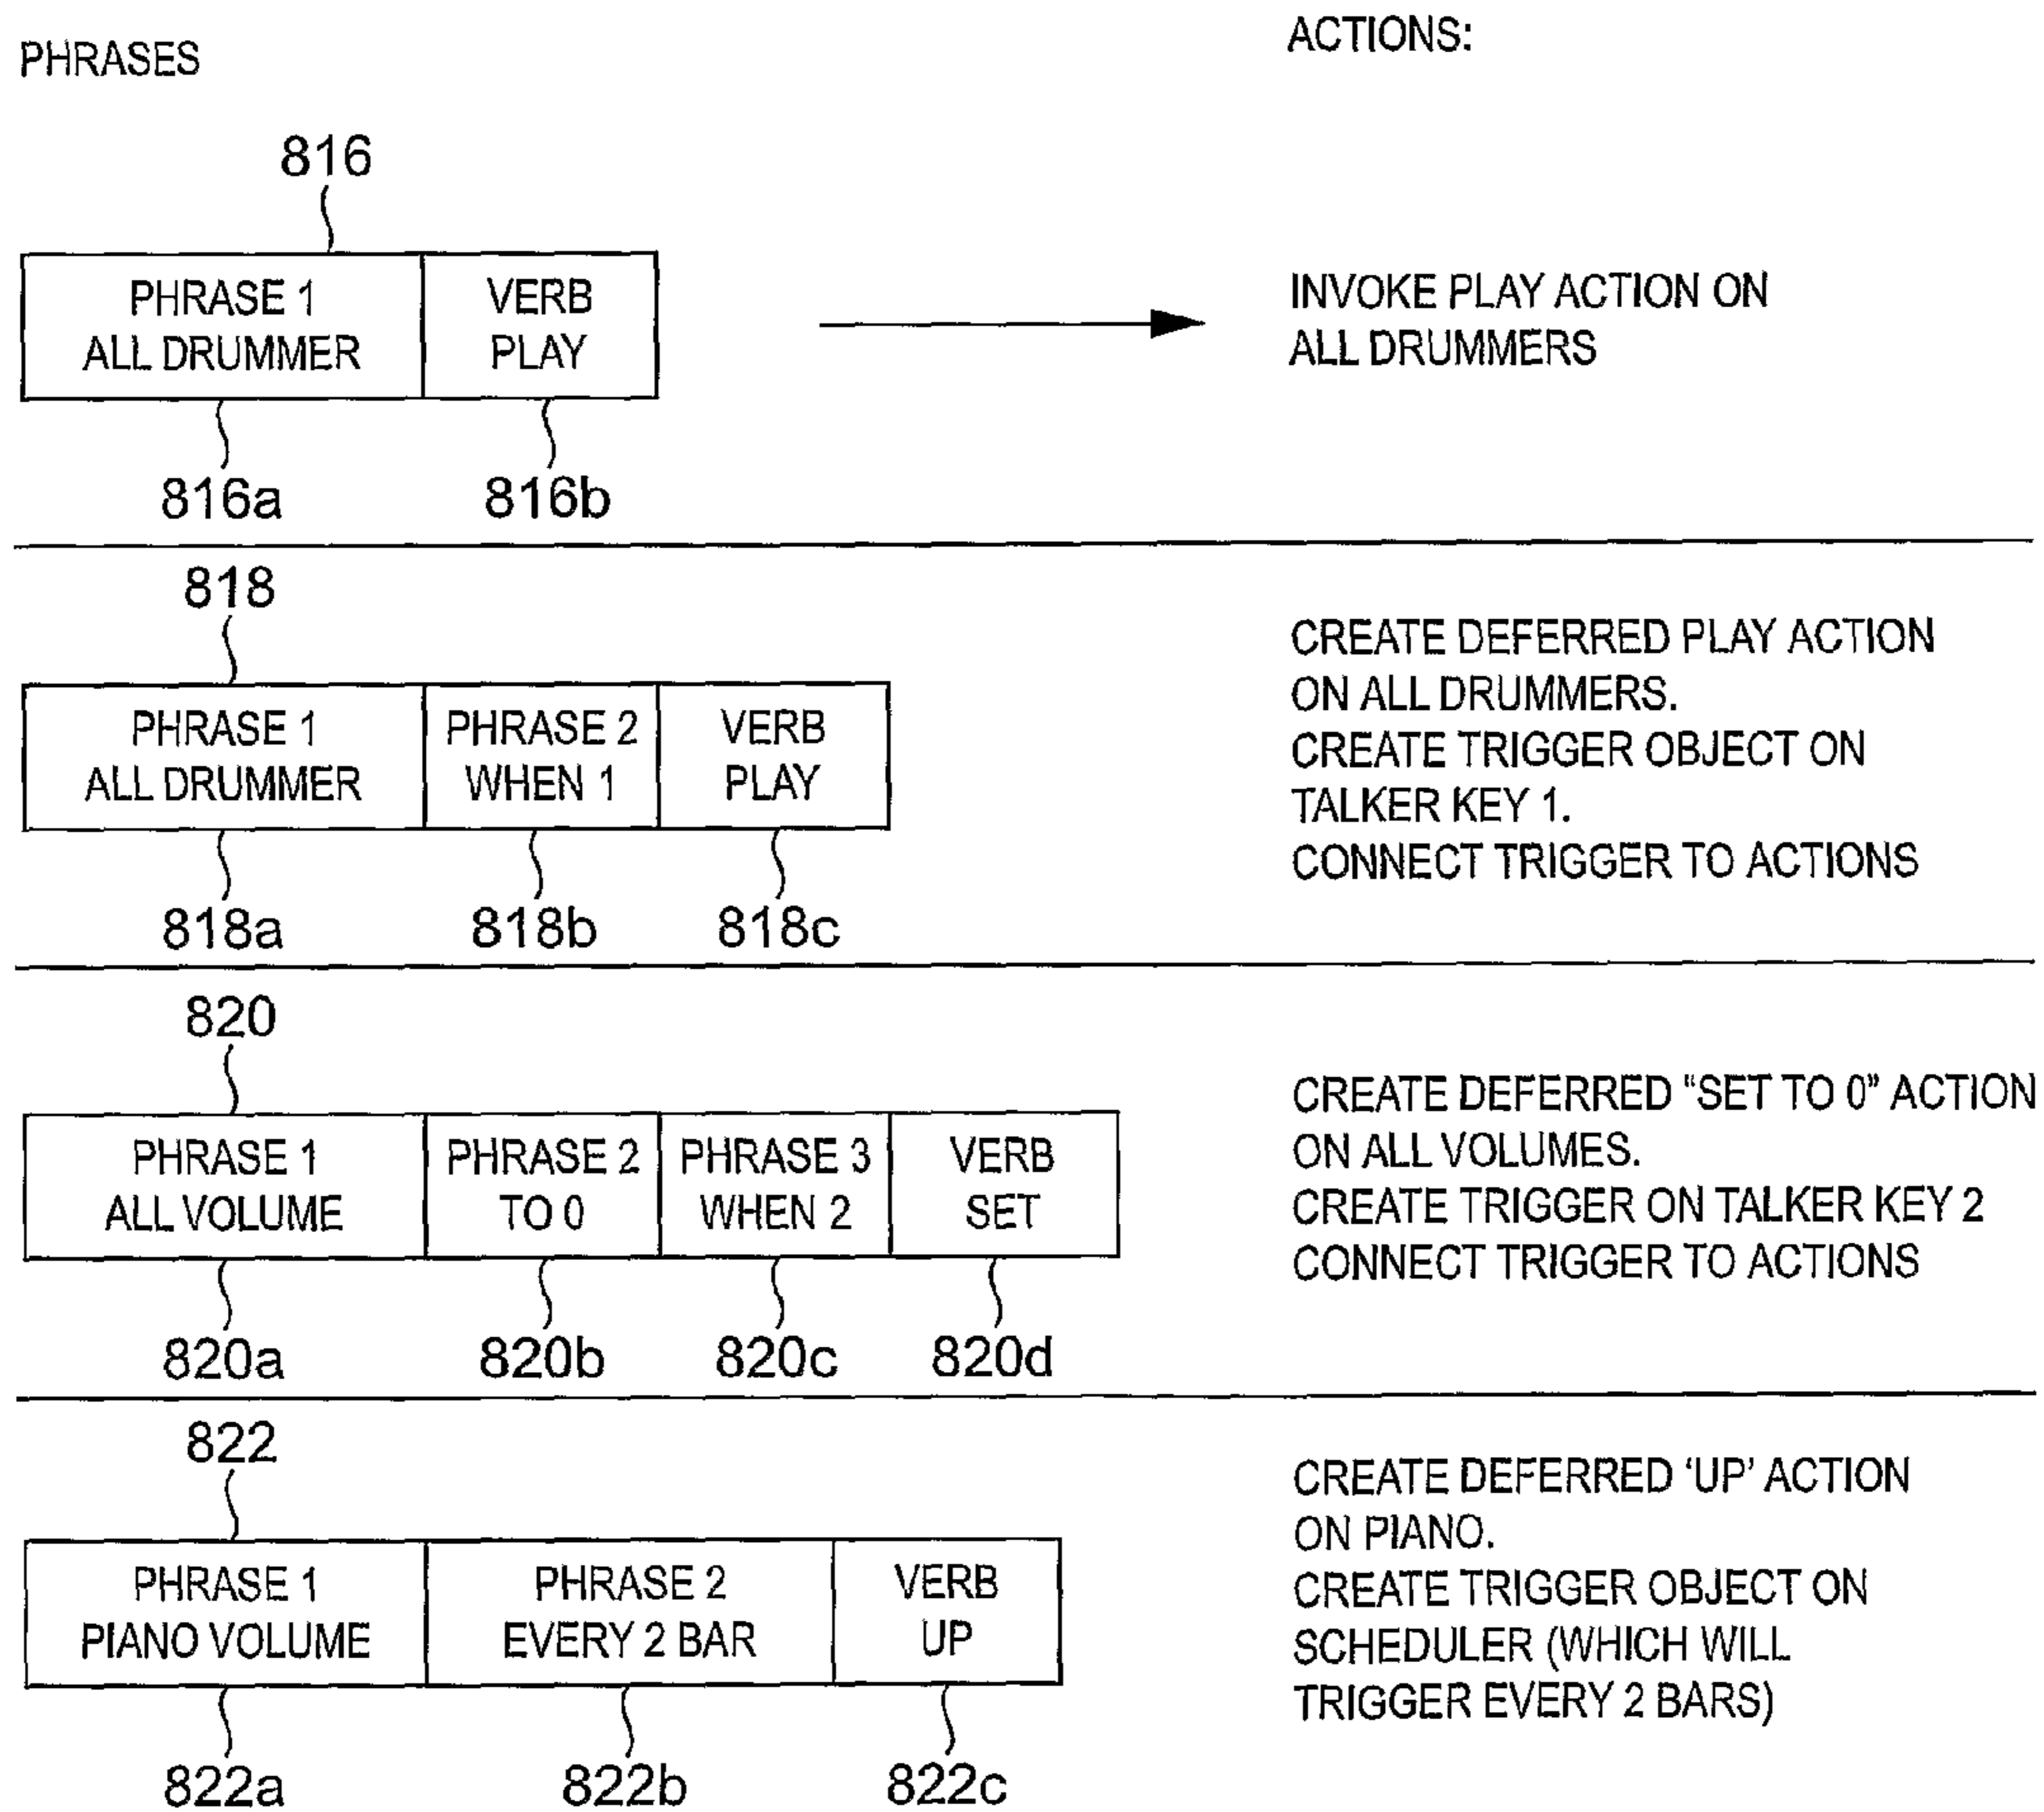 PHRASES
ACTIONS:
816
PHRASE 1
ALL DRUMMER
VERB
PLAY
816a
816b
INVOKE PLAY ACTION ON
ALL DRUMMERS
818
PHRASE 1
ALL DRUMMER
PHRASE 2
WHEN 1
VERB
PLAY
818a
818b
818c
CREATE DEFERRED PLAY ACTION
ON ALL DRUMMERS.
CREATE TRIGGER OBJECT ON
TALKER KEY 1.
CONNECT TRIGGER TO ACTIONS
820
PHRASE 1
ALL VOLUME
PHRASE 2
TO 0
PHRASE 3
WHEN 2
VERB
SET
820a
820b
820c
820d
CREATE DEFERRED "SET TO 0" ACTION
ON ALL VOLUMES.
CREATE TRIGGER ON TALKER KEY 2
CONNECT TRIGGER TO ACTIONS
822
PHRASE 1
PIANO VOLUME
PHRASE 2
EVERY 2 BAR
VERB
UP
822a
822b
822c
CREATE DEFERRED ‘UP’ ACTION
ON PIANO.
CREATE TRIGGER OBJECT ON
SCHEDULER (WHICH WILL
TRIGGER EVERY 2 BARS)